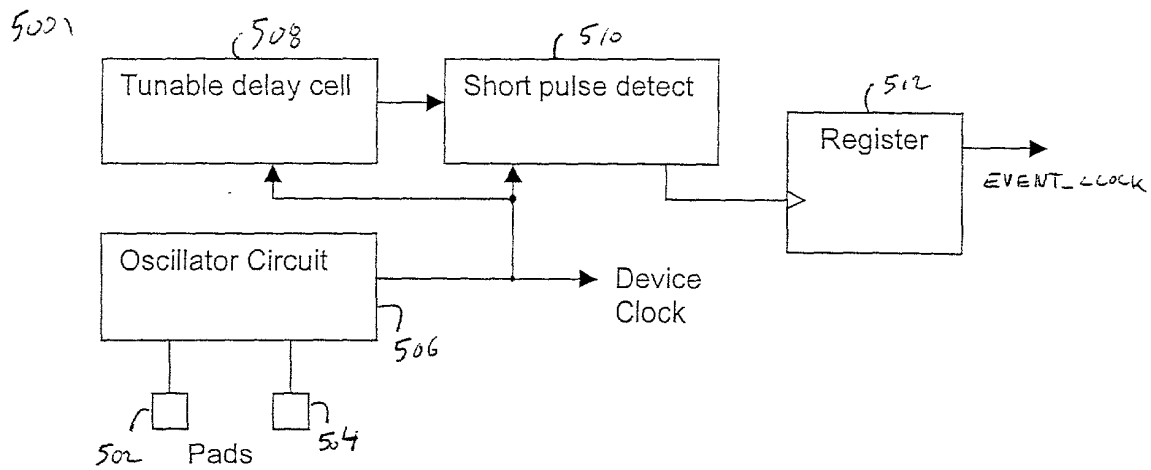 508
510
Tunable delay cell
Short pulse detect
512
Register
EVENT_CLOCK
Oscillator Circuit
Device
Clock
506
502
Pads
504